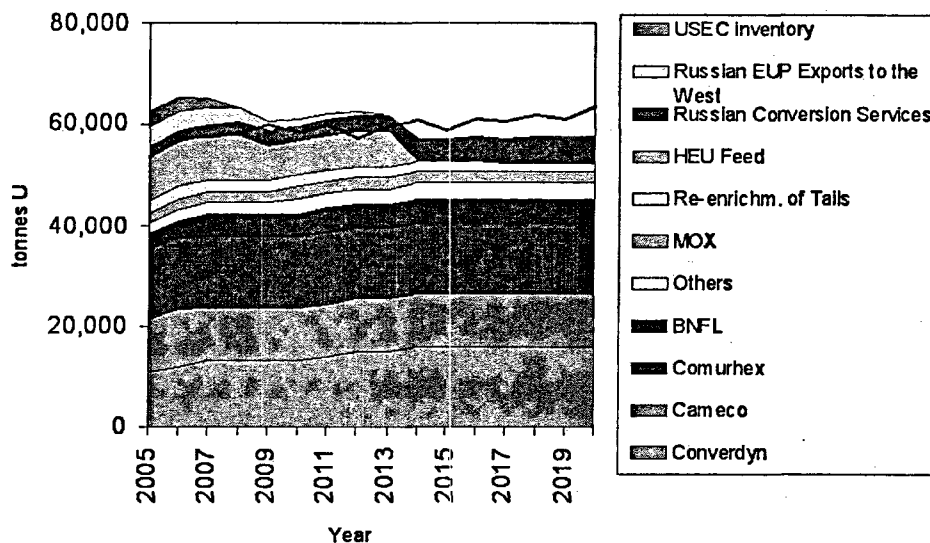 80,000
60,000
40,000
20,000
0
tonnes U
2005
2007
2009
2011
2013
2015
2017
2019
Year
USEC inventory
Russian EUP Exports to the
West
Russian Conversion Services
HEU Feed
Re-enrichm. of Tails
MOX
Others
BNFL
Comurhex
Cameco
Converdyn